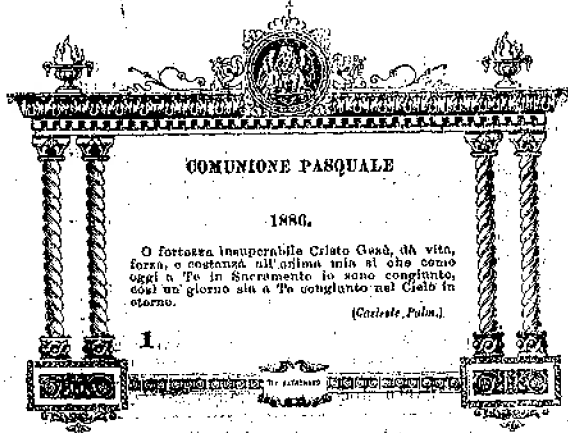 COMUNIONE PASQUALE
1886.
O fortezza insuperabile Cristo Gesù, dà vita,
forza, e costanza all'anima mia sì che come
oggi a Te in Sacramento io sono congiunto,
così un giorno sia a Te congiunto nel Cielo in
eterno.
(Celeste Palm.)
1